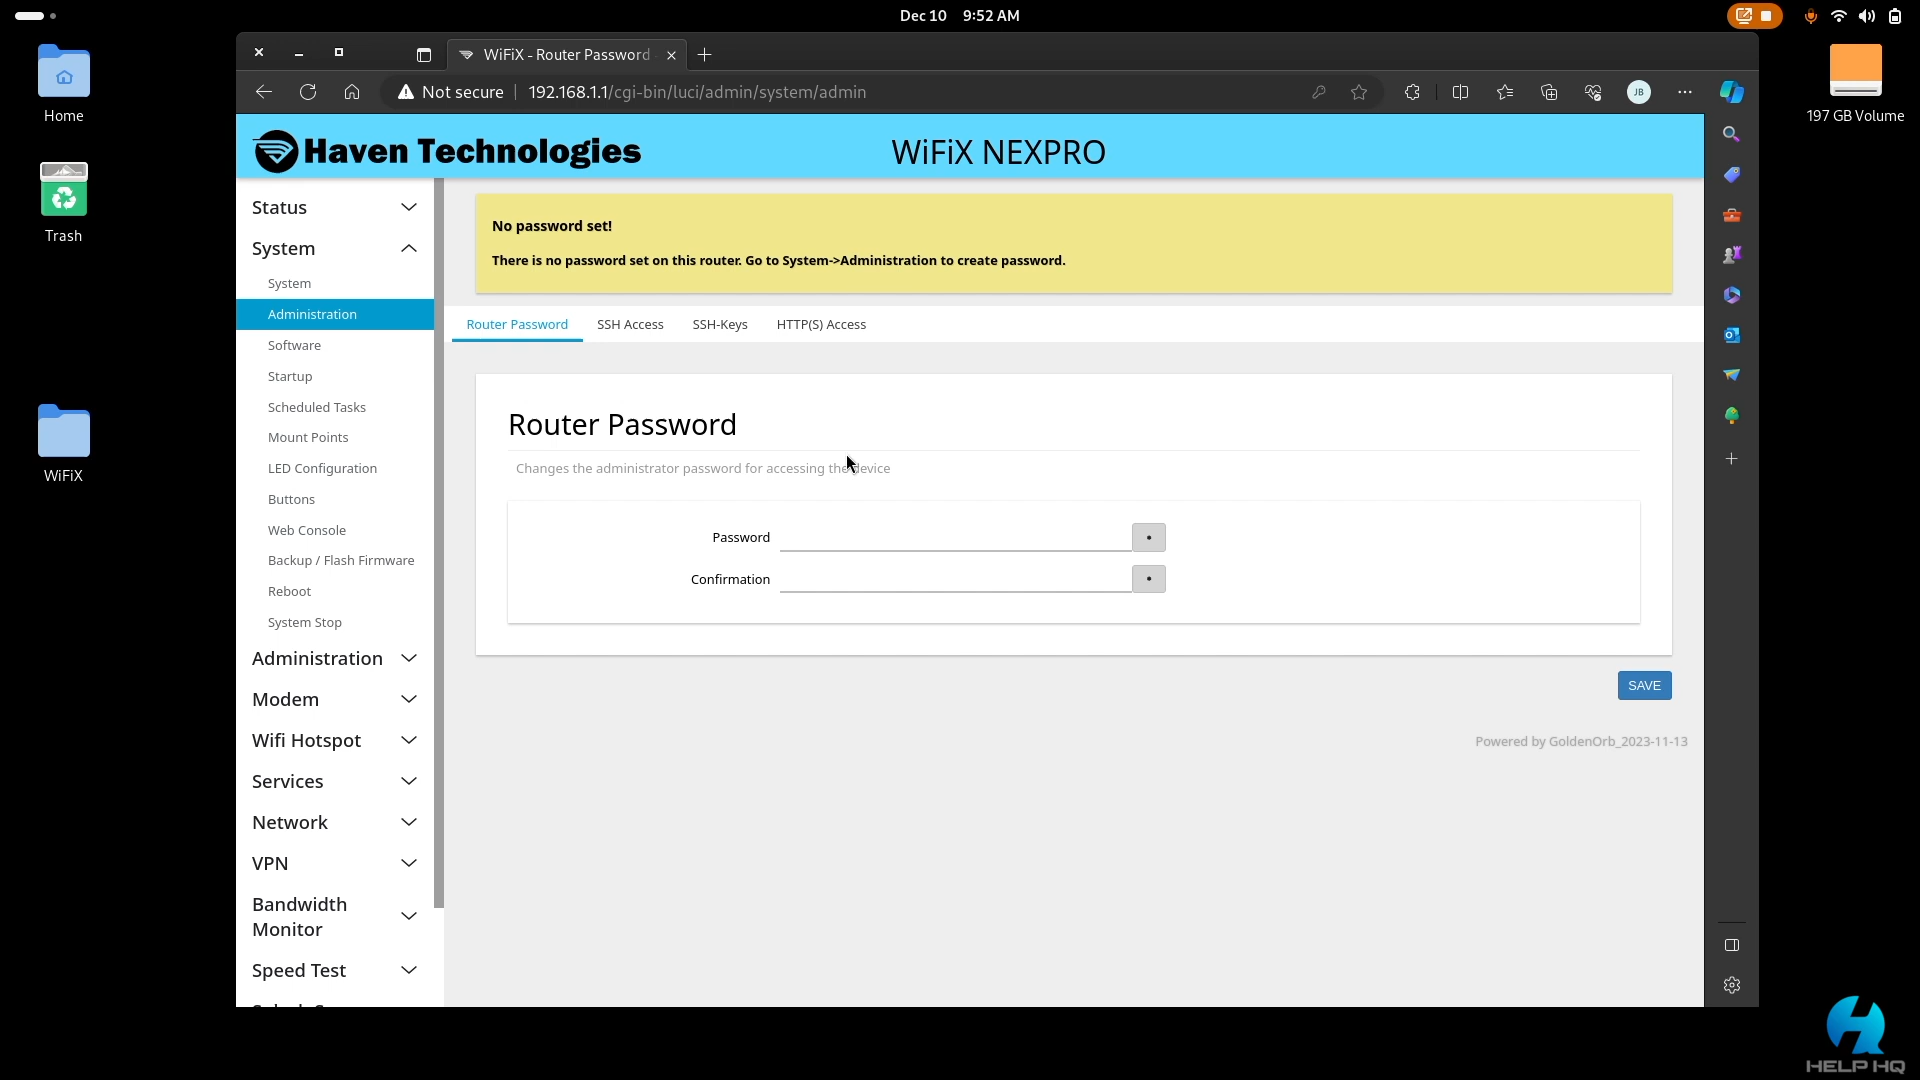 Dec 10 9:52 AM
Home
Trash
WiFiX
197 GB Volume
WiFiX - Router Password
Not secure
192.168.1.1/cgi-bin/luci/admin/system/admin
JB
Haven Technologies
WiFiX NEXPRO
Status
System
System
Administration
Software
Startup
Scheduled Tasks
Mount Points
LED Configuration
Buttons
Web Console
Backup / Flash Firmware
Reboot
System Stop
Administration
Modem
Wifi Hotspot
Services
Network
VPN
Bandwidth
Monitor
Speed Test
No password set!
There is no password set on this router. Go to System->Administration to create password.
Router Password
SSH Access
SSH-Keys
HTTP(S) Access
Router Password
Changes the administrator password for accessing the device
Password
Confirmation
SAVE
Powered by GoldenOrb_2023-11-13
HELP HQ